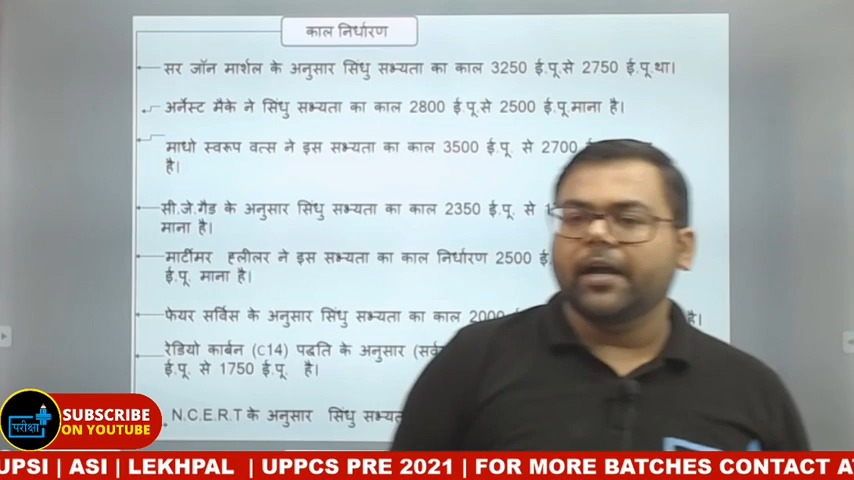 काल निर्धारण
सर जॉन मार्शल के अनुसार सिंधु सभ्यता का काल 3250 ई.पू.से 2750 ई.पू.था।
अर्नेस्ट मैके ने सिंधु सभ्यता का काल 2800 ई.पू.से 2500 ई.पू.माना है।
माधो स्वरूप वत्स ने इस सभ्यता का काल 3500 ई.पू. से 2700
है।
सी.जे.गैड के अनुसार सिंधु सभ्यता का काल 2350 ई.पू. से
माना है।
मार्टीमर ह्लीलर ने इस सभ्यता का काल निर्धारण 2500
ई.पू. माना है।
फेयर सर्विस के अनुसार सिंधु सभ्यता का काल 2000 है।
रेडियो कार्बन (C14) पद्धति के अनुसार
ई.पू. से 1750 ई.पू. है।
N.C.E.R.T के अनुसार सिंधु सभ्यता
परीक्षा
SUBSCRIBE
ON YOUTUBE
UPSI | ASI | LEKHPAL | UPPCS PRE 2021 | FOR MORE BATCHES CONTACT